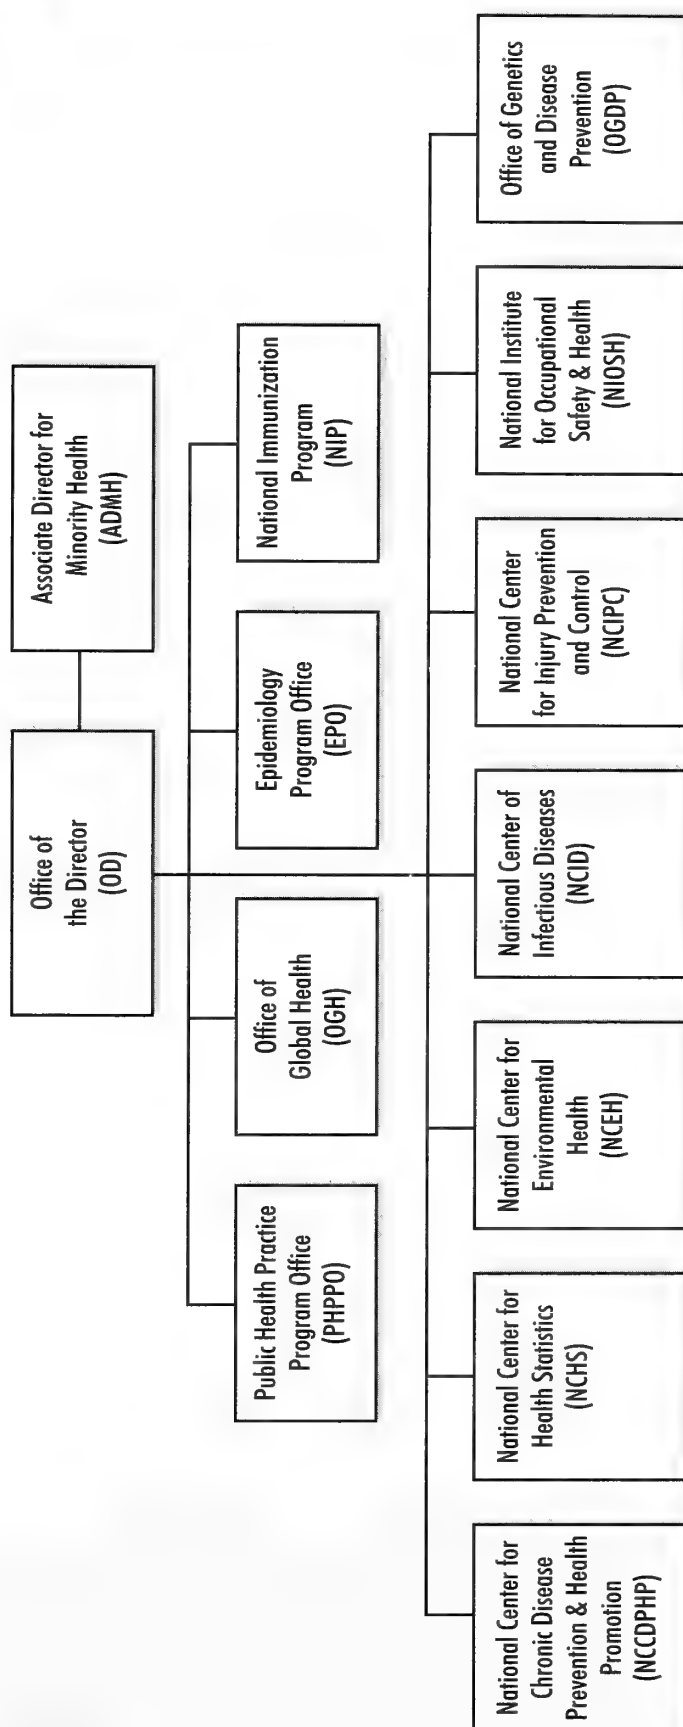 Office of
the Director
(OD)
Associate Director for
Minority Health
(ADMH)
Public Health Practice
Program Office
(PHPPO)
Office of
Global Health
(OGH)
Epidemiology
Program Office
(EPO)
National Immunization
Program
(NIP)
National Center for
Chronic Disease
Prevention & Health
Promotion
(NCCDPHP)
National Center for
Health Statistics
(NCHS)
National Center for
Environmental
Health
(NCEH)
National Center of
Infectious Diseases
(NCID)
National Center
for Injury Prevention
and Control
(NCIPC)
National Institute
for Occupational
Safety & Health
(NIOSH)
Office of Genetics
and Disease
Prevention
(OGDP)